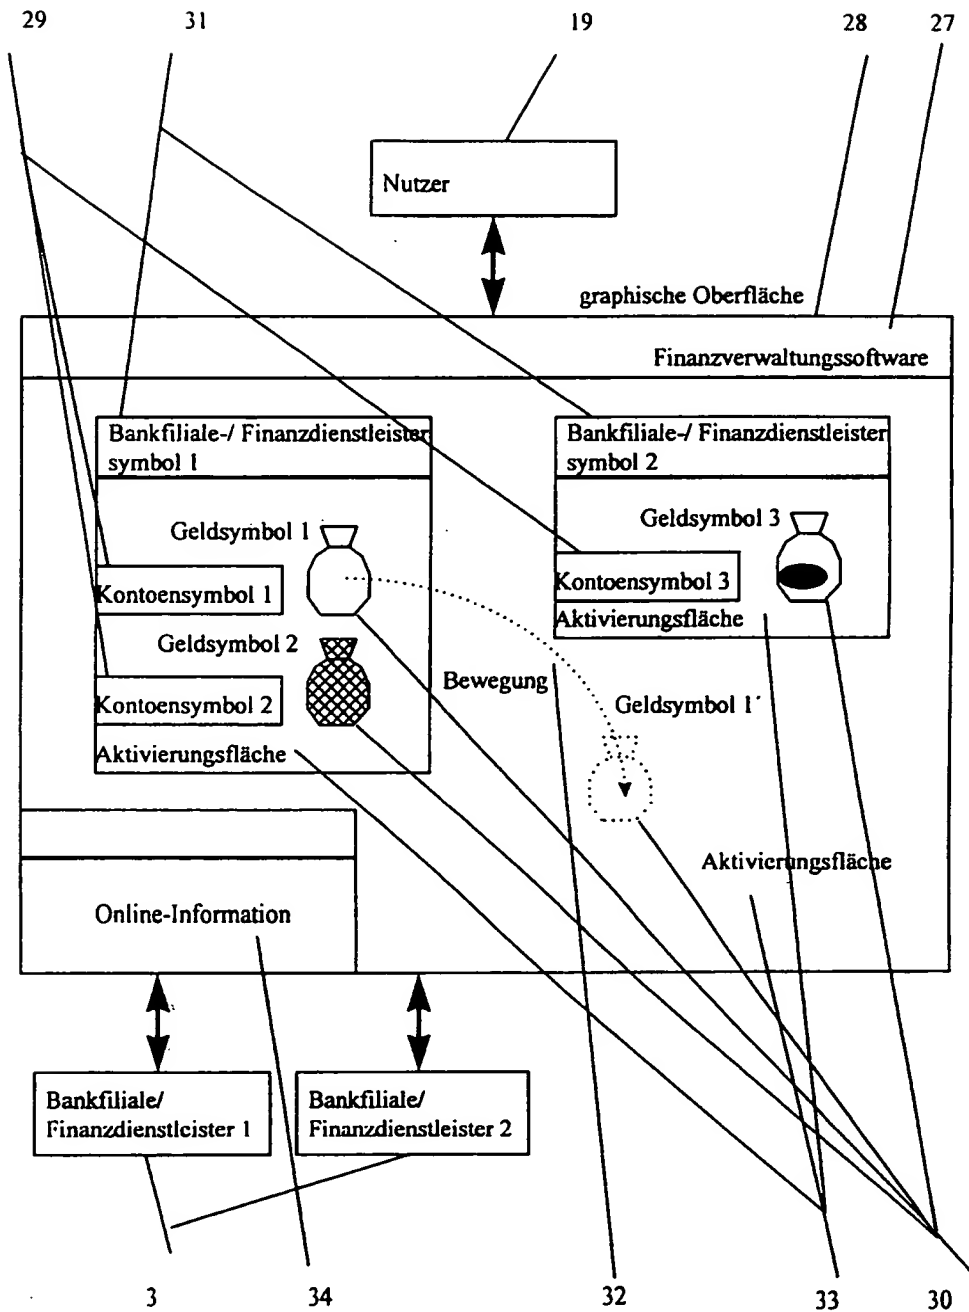 29 31 19 28 27
Nutzer
graphische Oberfläche
Finanzverwaltungssoftware
Bankfiliale-/ Finanzdienstleister
symbol 1
Bankfiliale-/ Finanzdienstleister
symbol 2
Geldsymbol 1
Geldsymbol 3
Kontoensymbol 1
Kontoensymbol 3
Aktivierungsfläche
Geldsymbol 2
Bewegung
Kontoensymbol 2
Geldsymbol 1´
Aktivierungsfläche
Aktivierungsfläche
Online-Information
Bankfiliale/
Finanzdienstleister 1
Bankfiliale/
Finanzdienstleister 2
3 34 32 33 30